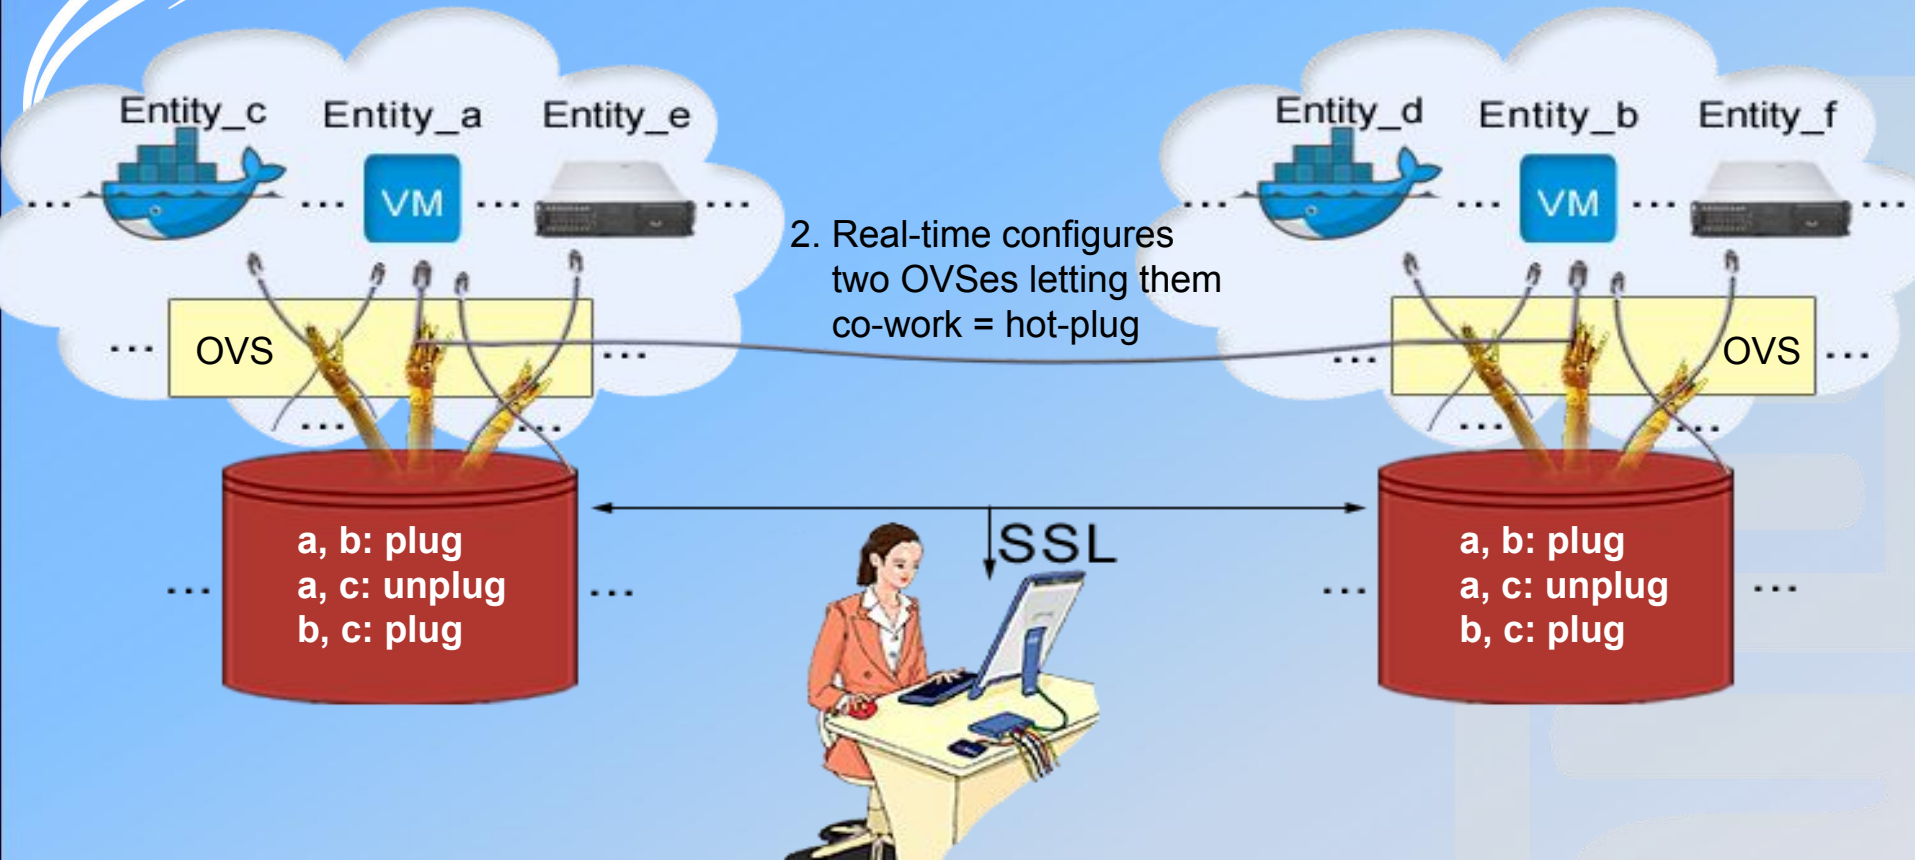 Entity_c
Entity_a
Entity_e
Entity_d
Entity_b
Entity_f
... ... VM ... ...
... ... VM ... ...
2. Real-time configures
two OVSes letting them
co-work = hot-plug
... OVS ...
... OVS ...
... ...
... ...
SSL
a, b: plug
a, c: unplug
b, c: plug
... ...
a, b: plug
a, c: unplug
b, c: plug
... ...